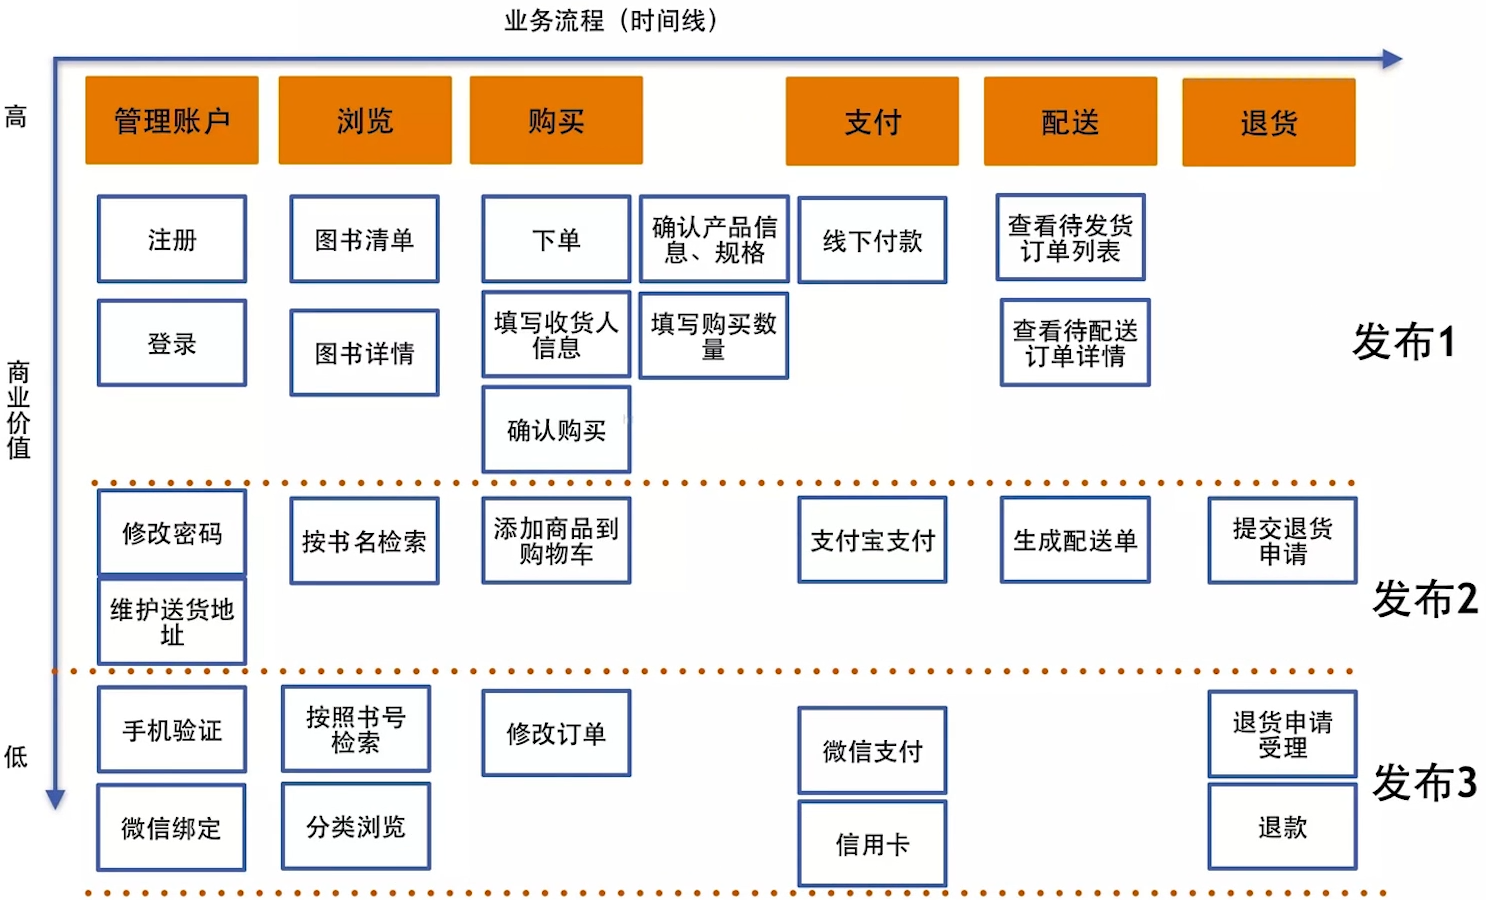 业务流程（时间线）
高
管理账户
浏览
购买
支付
配送
退货
注册
图书清单
下单
确认产品信
息、规格
线下付款
查看待发货
订单列表
登录
图书详情
填写收货人
信息
填写购买数
量
查看待配送
订单详情
发布1
商业价值
确认购买
修改密码
按书名检索
添加商品到
购物车
支付宝支付
生成配送单
提交退货
申请
维护送货地
址
发布2
手机验证
按照书号
检索
修改订单
微信支付
退货申请
受理
低
发布3
微信绑定
分类浏览
信用卡
退款